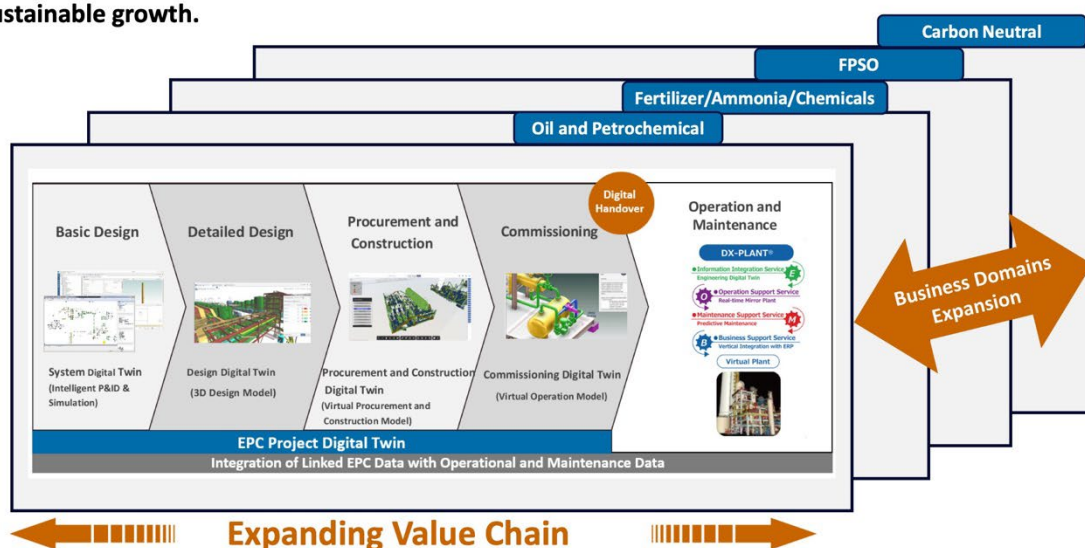 ustainable growth.
Carbon Neutral
FPSO
Fertilizer/Ammonia/Chemicals
Oil and Petrochemical
Basic Design
Detailed Design
Procurement and
Construction
Commissioning
Digital
Handover
Operation and
Maintenance
DX-PLANT®
Information Integration Service
Engineering Digital Twin
E
O
Operation Support Service
Real-time Mirror Plant
Maintenance Support Service
Predictive Maintenance
M
B
Business Support Service
Vertical Integration with ERP
Virtual Plant
System Digital Twin
(Intelligent P&ID &
Simulation)
Design Digital Twin
(3D Design Model)
Procurement and Construction
Digital Twin
(Virtual Procurement and
Construction Model)
Commissioning Digital Twin
(Virtual Operation Model)
EPC Project Digital Twin
Integration of Linked EPC Data with Operational and Maintenance Data
Business Domains
Expansion
Expanding Value Chain